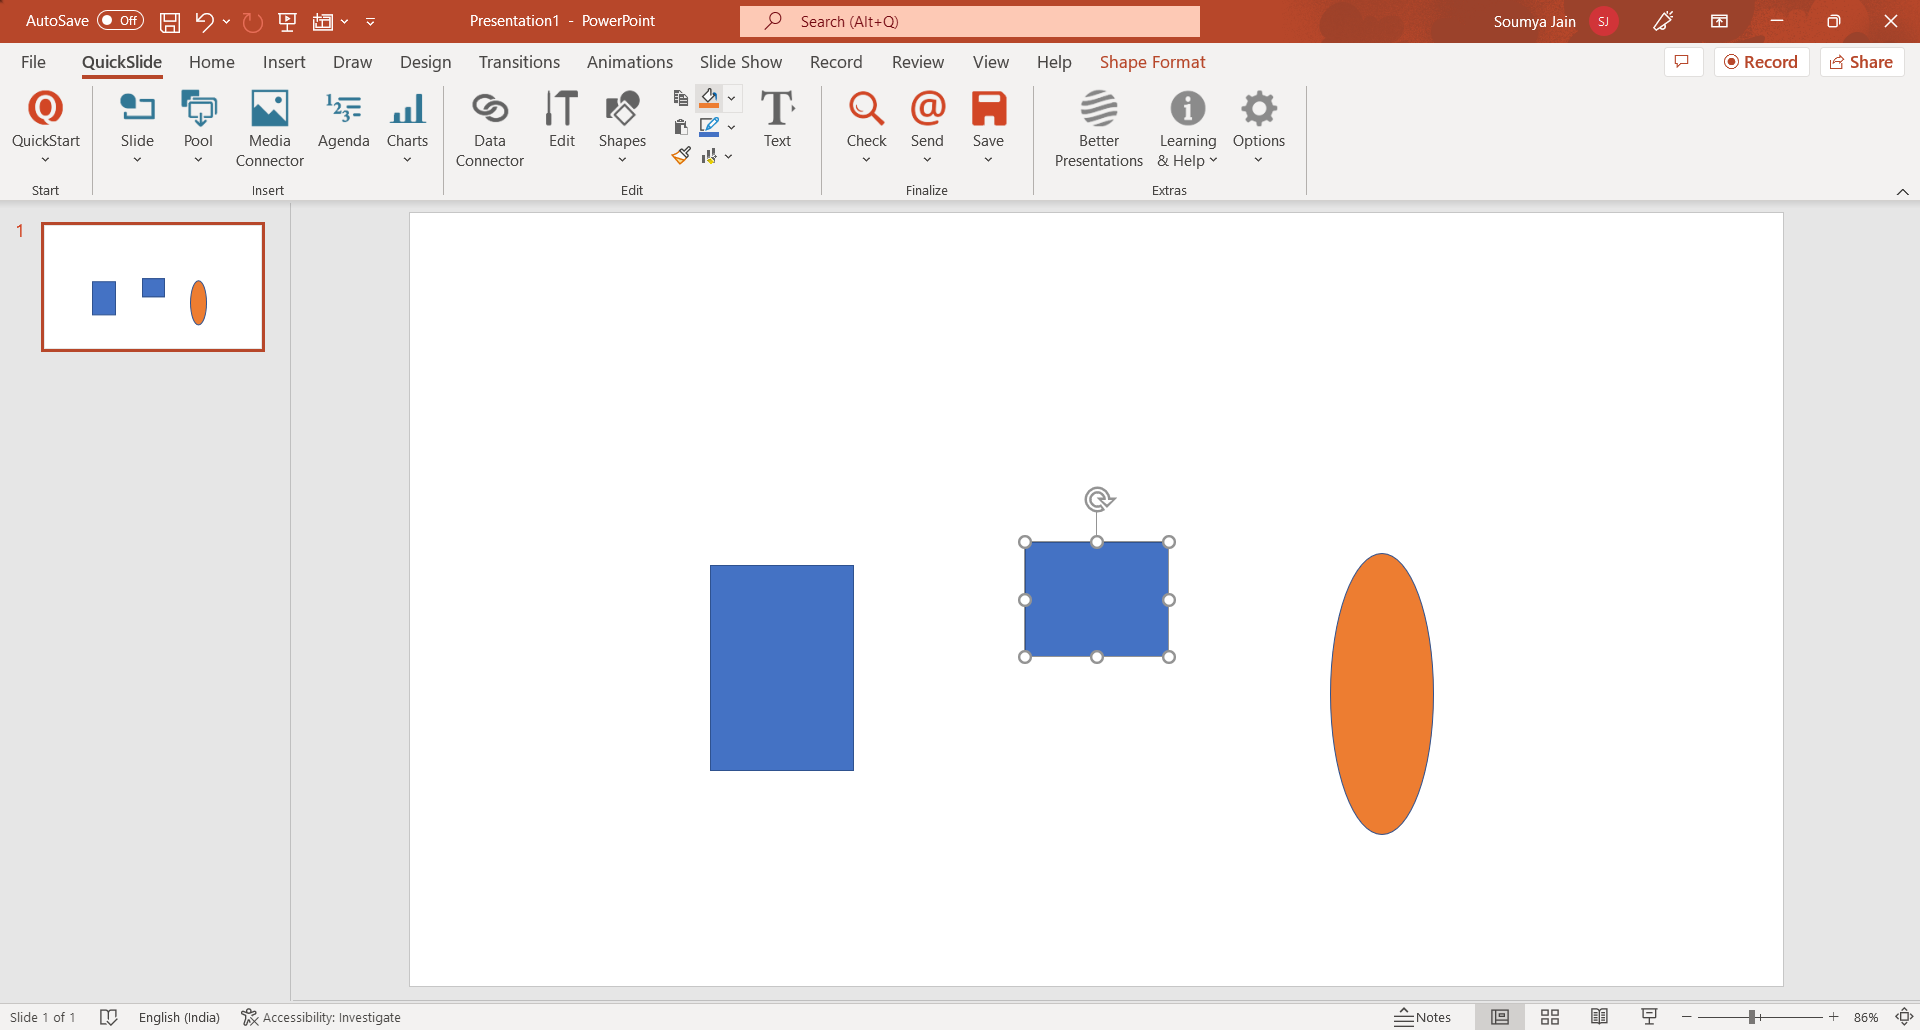 AutoSave Off Presentation1 - PowerPoint Search (Alt+Q) Soumya Jain SJ
File QuickSlide Home Insert Draw Design Transitions Animations Slide Show Record Review View Help Shape Format Record Share
QuickStart Slide Pool Media Connector Agenda Charts Data Connector Edit Shapes Text Check Send Save Better Presentations Learning & Help Options
Start Insert Edit Finalize Extras
1
Slide 1 of 1 English (India) Accessibility: Investigate Notes 86%